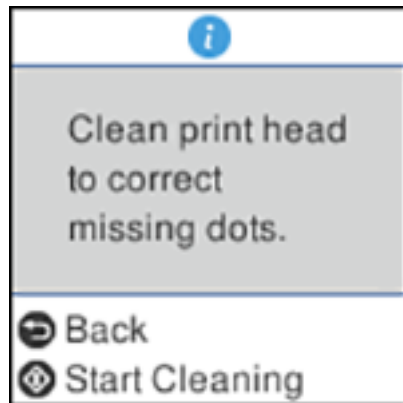 i
Clean print head
to correct
missing dots.
Back
Start Cleaning